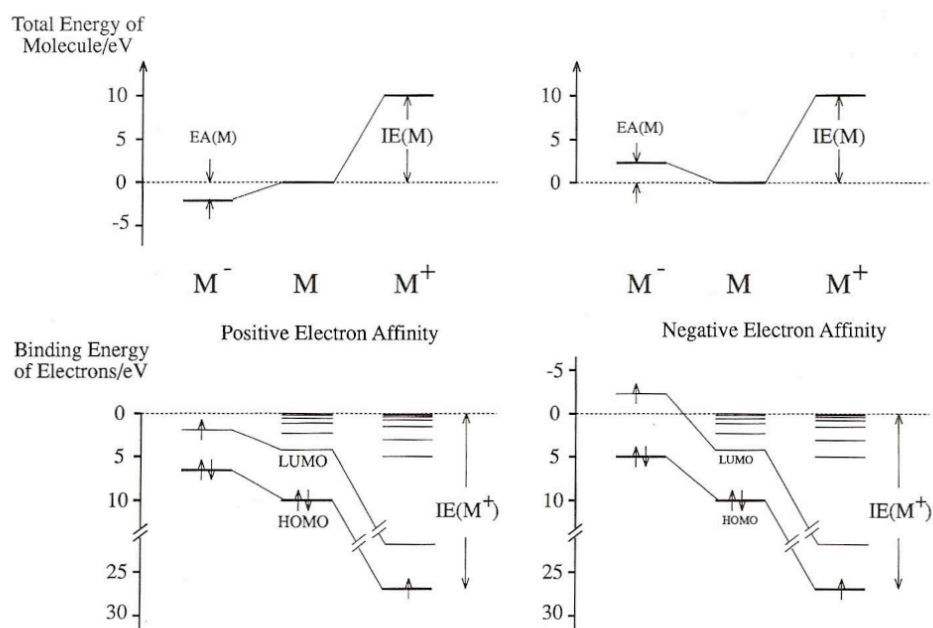 Total Energy of
Molecule/eV
10
5
0
-5
EA(M)
IE(M)
10
5
0
EA(M)
IE(M)
M- M M+
M- M M+
Positive Electron Affinity
Negative Electron Affinity
Binding Energy
of Electrons/eV
0
5
10
25
30
LUMO
HOMO
IE(M+)
-5
0
5
10
25
30
LUMO
HOMO
IE(M+)